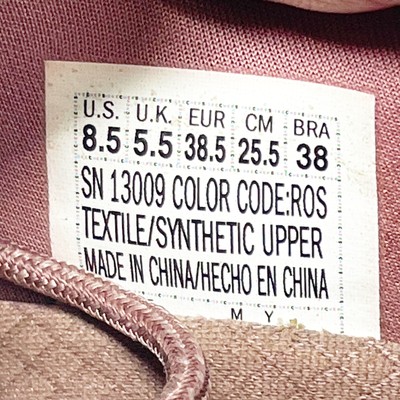 U.S. U.K. EUR CM BRA
8.5 5.5 38.5 25.5 38
SN 13009 COLOR CODE:ROS
TEXTILE/SYNTHETIC UPPER
MADE IN CHINA/HECHO EN CHINA
M Y